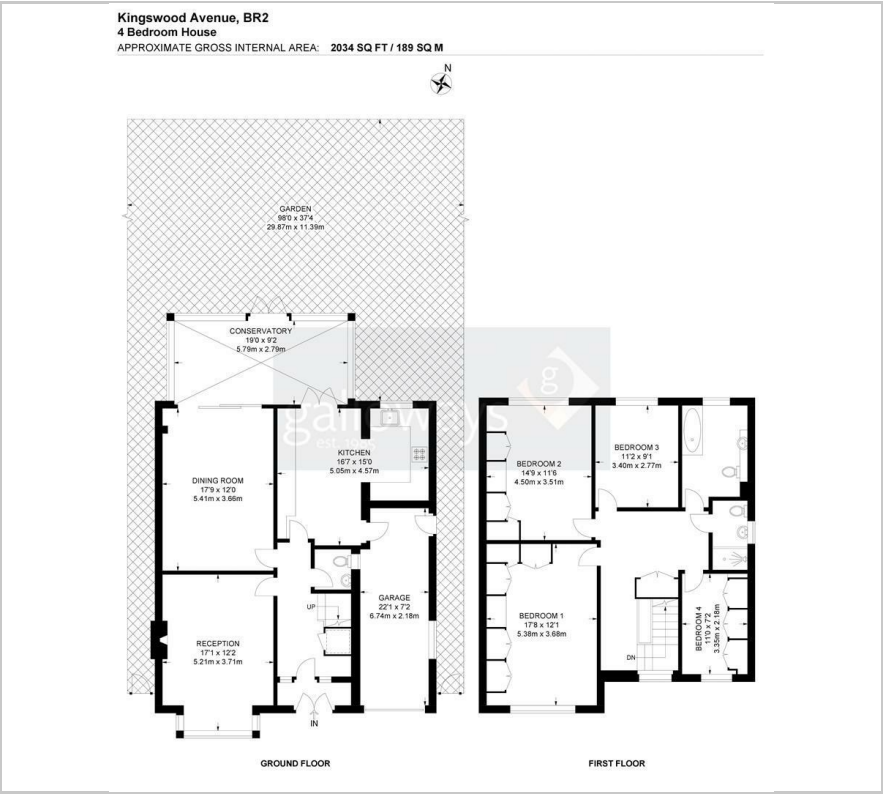 Kingswood Avenue, BR2
4 Bedroom House
APPROXIMATE GROSS INTERNAL AREA: 2034 SQ FT / 189 SQ M
N
GARDEN
98'0 x 37'4
29.87m x 11.39m
CONSERVATORY
19'0 x 9'2
5.79m x 2.79m
galloways
est.
g
KITCHEN
16'7 x 15'0
5.05m x 4.57m
DINING ROOM
17'9 x 12'0
5.41m x 3.66m
GARAGE
22'1 x 7'2
6.74m x 2.18m
UP
RECEPTION
17'1 x 12'2
5.21m x 3.71m
IN
BEDROOM 2
14'9 x 11'6
4.50m x 3.51m
BEDROOM 3
11'2 x 9'1
3.40m x 2.77m
BEDROOM 1
17'8 x 12'1
5.38m x 3.68m
BEDROOM 4
11'0 x 7'2
3.35m x 2.18m
DN
GROUND FLOOR
FIRST FLOOR